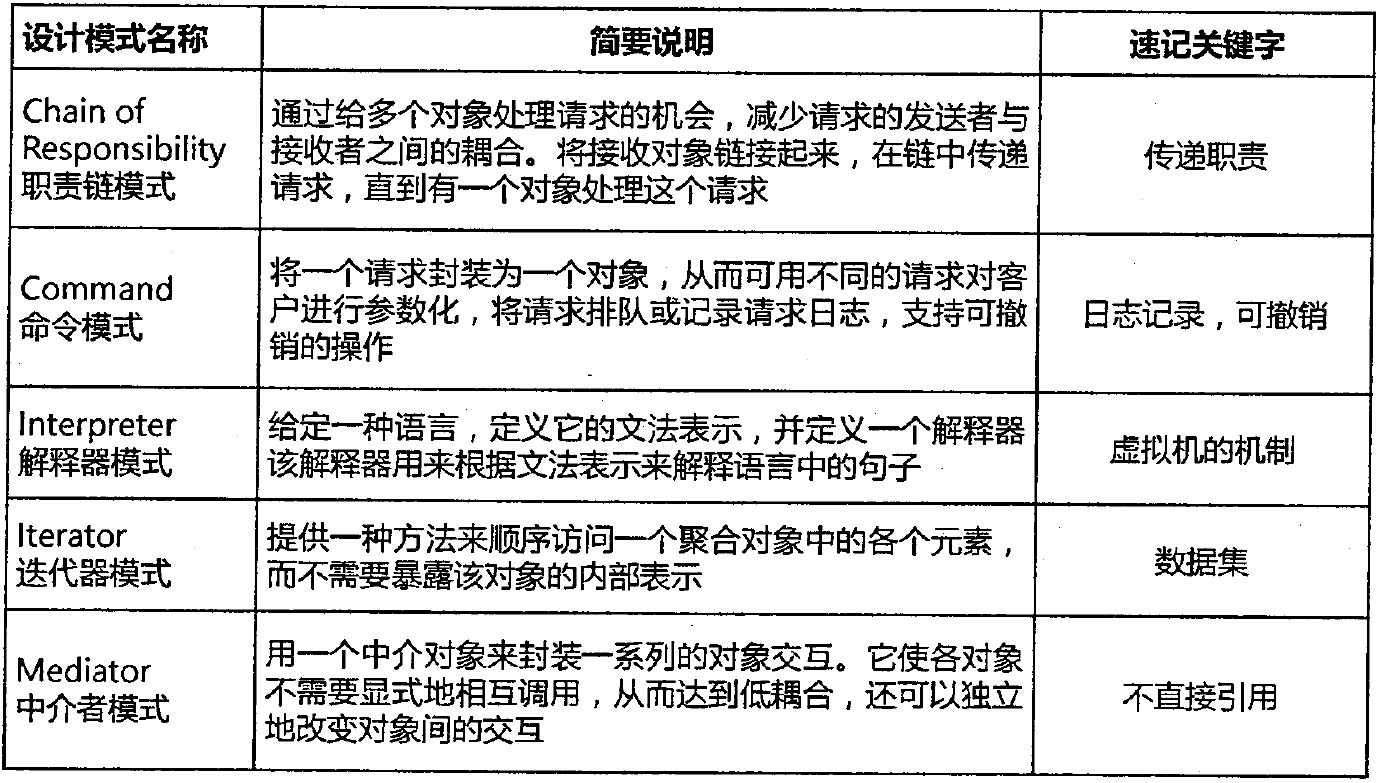 设计模式名称
简要说明
速记关键字
Chain of
Responsibility
职责链模式
通过给多个对象处理请求的机会，减少请求的发送者与
接收者之间的耦合。将接收对象链接起来，在链中传递
请求，直到有一个对象处理这个请求
传递职责
Command
命令模式
将一个请求封装为一个对象，从而可用不同的请求对客
户进行参数化，将请求排队或记录请求日志，支持可撤
销的操作
日志记录，可撤销
Interpreter
解释器模式
给定一种语言，定义它的文法表示，并定义一个解释器
该解释器用来根据文法表示来解释语言中的句子
虚拟机的机制
Iterator
迭代器模式
提供一种方法来顺序访问一个聚合对象中的各个元素，
而不需要暴露该对象的内部表示
数据集
Mediator
中介者模式
用一个中介对象来封装一系列的对象交互。它使各对象
不需要显式地相互调用，从而达到低耦合，还可以独立
地改变对象间的交互
不直接引用